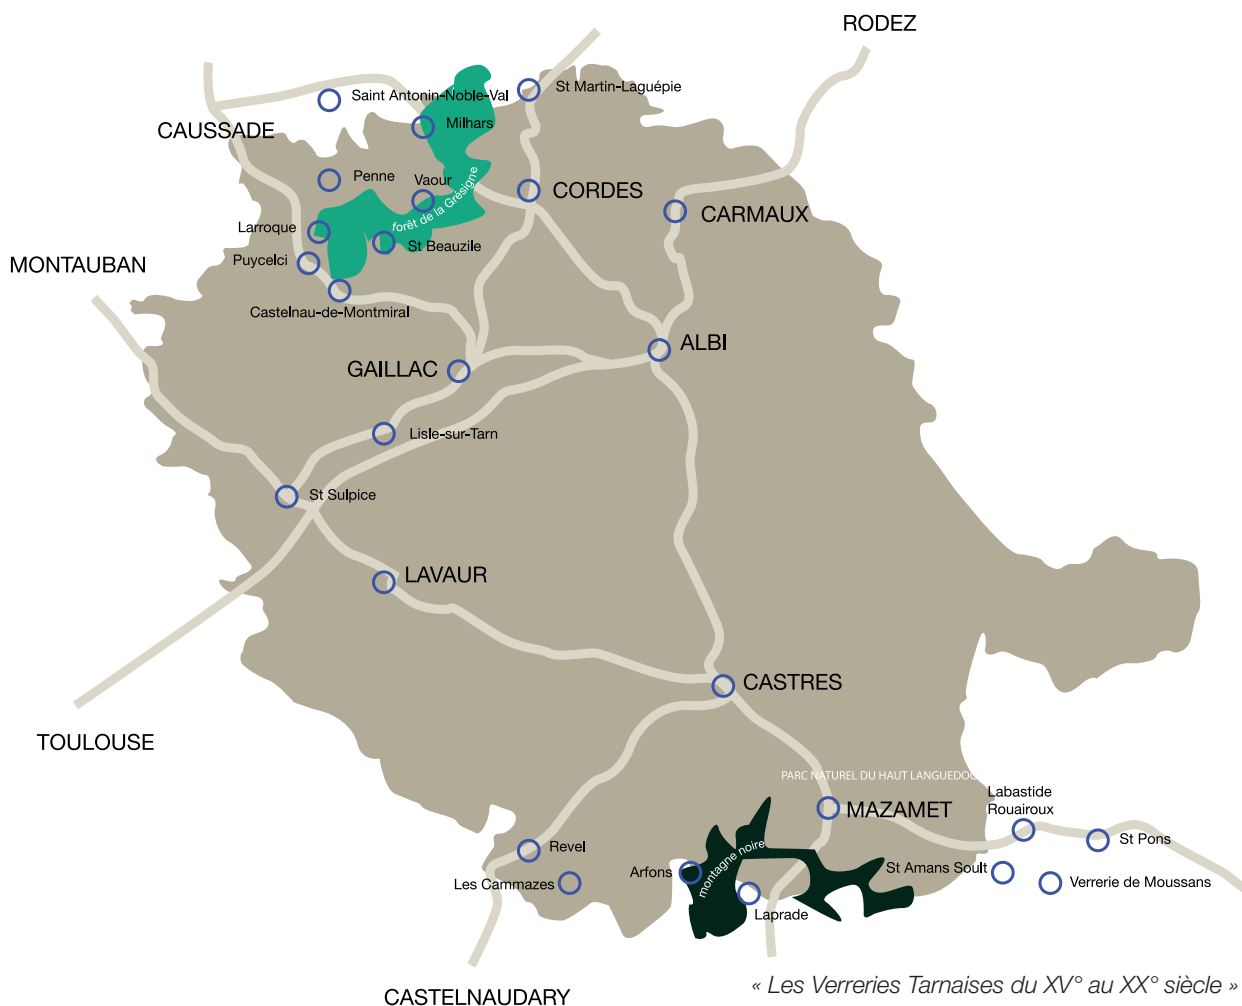 RODEZ
St Martin-Laguépie
Saint Antonin-Noble-Val
Milhars
CAUSSADE
Penne
Vaour
CORDES
CARMAUX
forêt de la Grésigne
Larroque
St Beauzile
Puycelci
MONTAUBAN
Castelnau-de-Montmiral
ALBI
GAILLAC
Lisle-sur-Tarn
St Sulpice
LAVAUR
CASTRES
TOULOUSE
PARC NATUREL DU HAUT LANGUEDOC
MAZAMET
Labastide
Rouairoux
St Pons
Revel
montagne noire
Arfons
St Amans Soult
Les Cammazes
Verrerie de Moussans
Laprade
CASTELNAUDARY
« Les Verreries Tarnaises du XV° au XX° siècle »